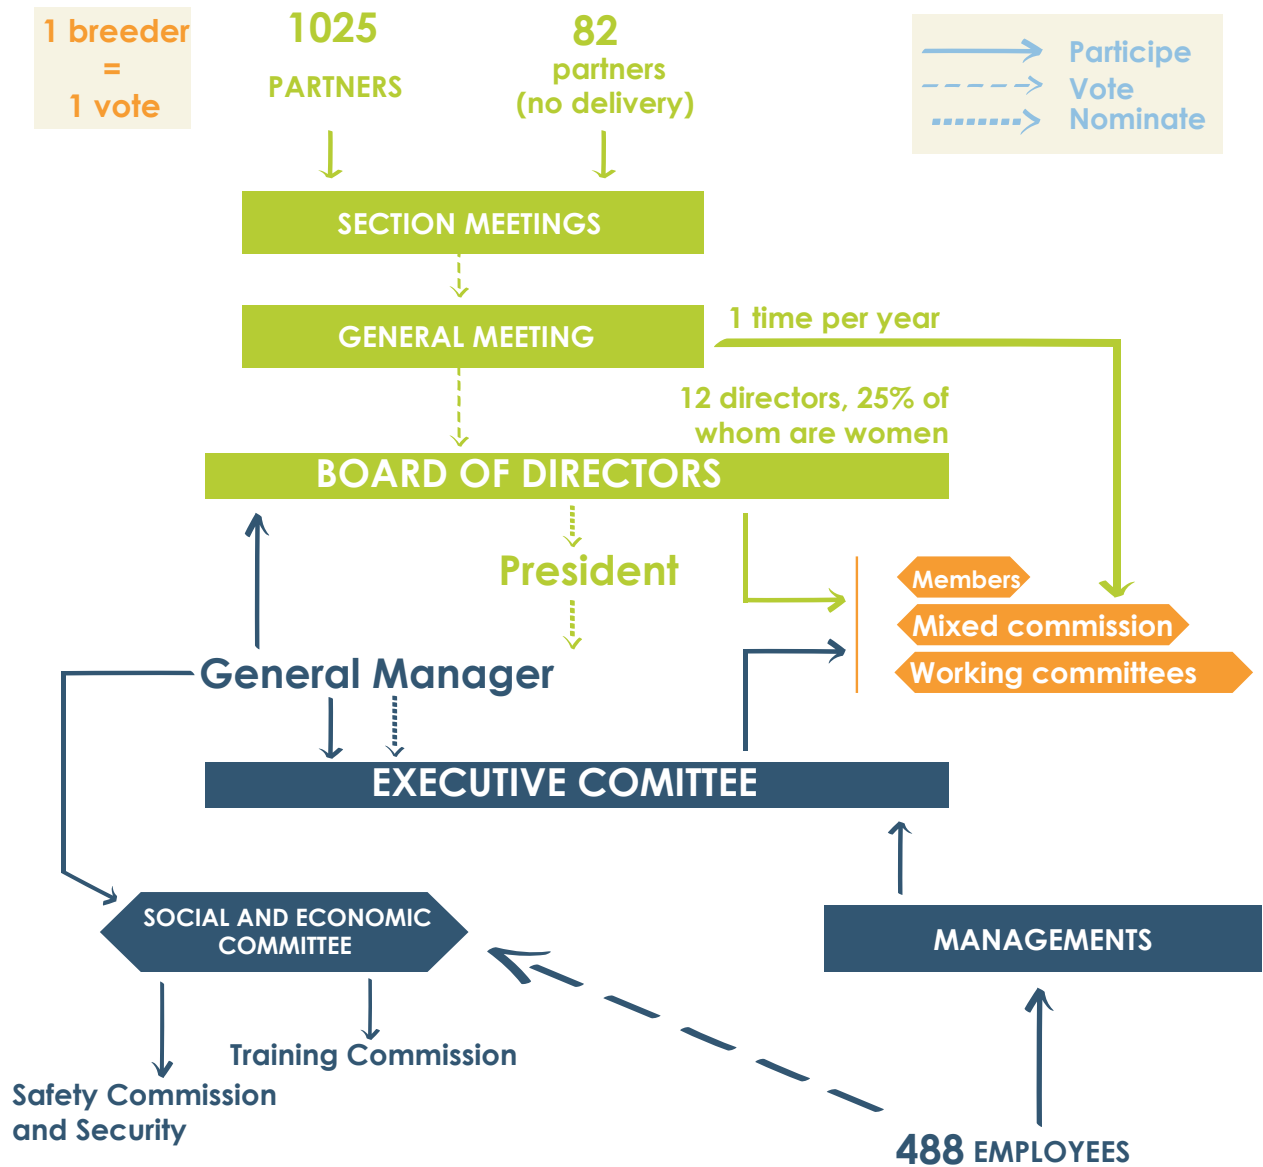 1 breeder
=
1 vote
1025
PARTNERS
82
partners
(no delivery)
Participe
Vote
Nominate
SECTION MEETINGS
GENERAL MEETING
1 time per year
12 directors, 25% of
whom are women
BOARD OF DIRECTORS
President
Members
Mixed commission
Working committees
General Manager
EXECUTIVE COMITTEE
SOCIAL AND ECONOMIC
COMMITTEE
MANAGEMENTS
Training Commission
Safety Commission
and Security
488 EMPLOYEES